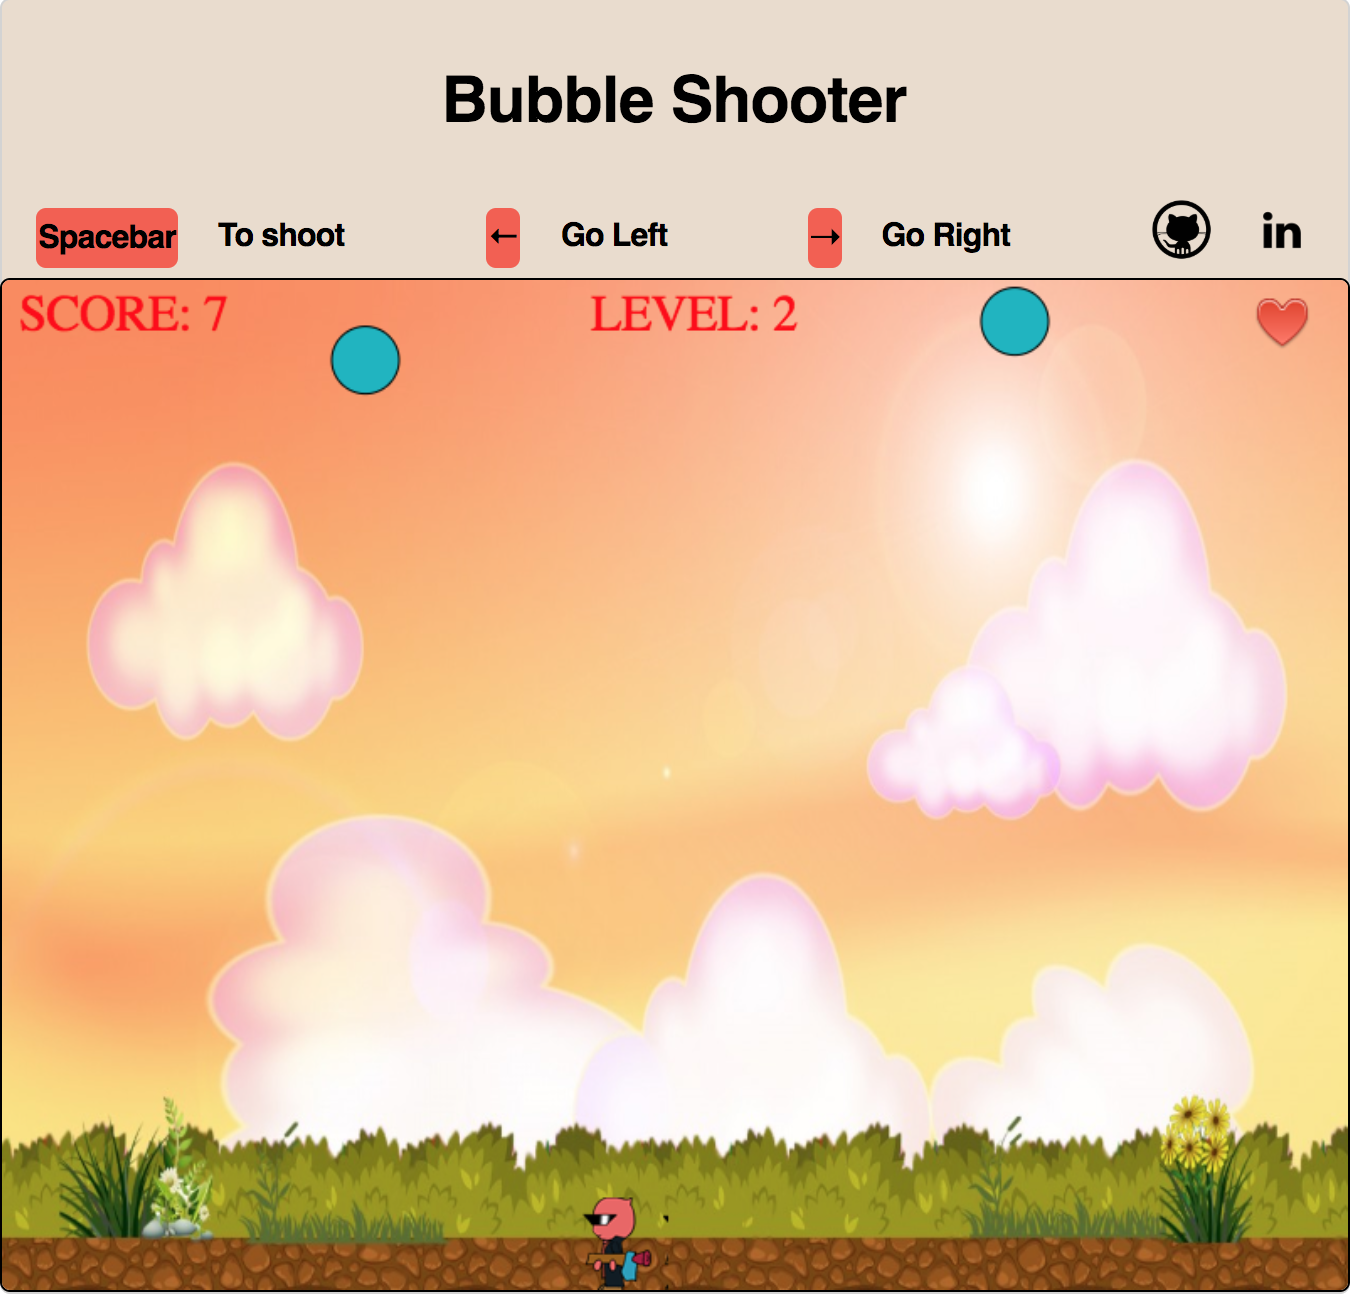 Bubble Shooter
Spacebar To shoot ← Go Left → Go Right in
SCORE: 7 LEVEL: 2